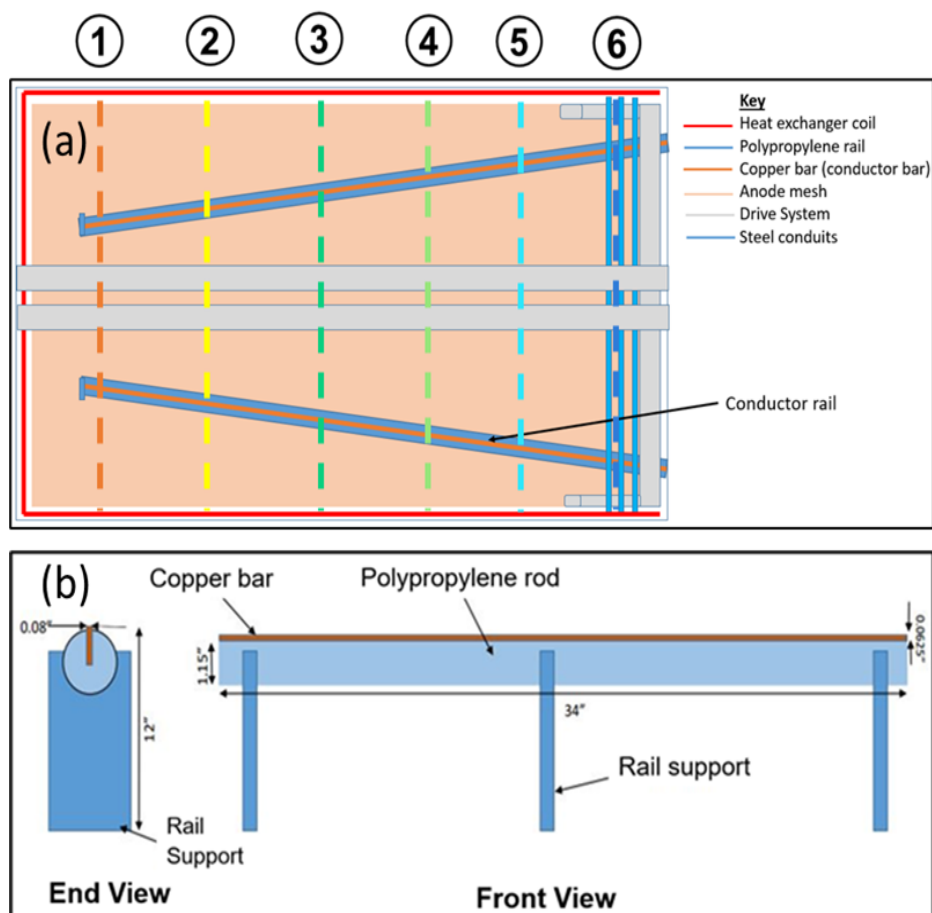 1 2 3 4 5 6
(a)
Key
Heat exchanger coil
Polypropylene rail
Copper bar (conductor bar)
Anode mesh
Drive System
Steel conduits
Conductor rail
(b)
Copper bar
Polypropylene rod
0.08"
12"
1.15"
0.0625"
34"
Rail support
Rail
Support
End View
Front View